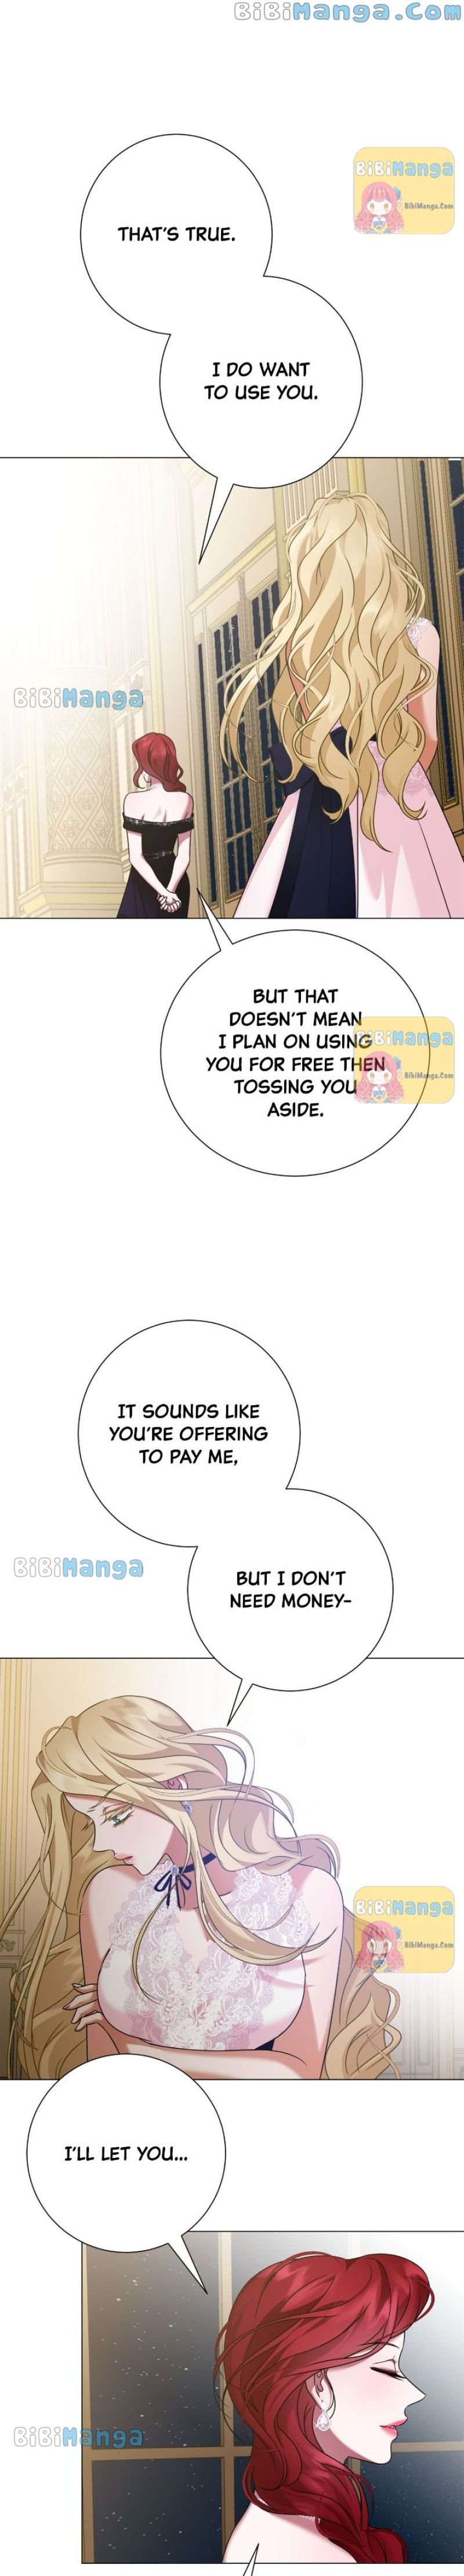 BiBiManga.Com
BiBiManga
BibiManga.Com
THAT'S TRUE.
I DO WANT
TO USE YOU.
BiBiManga
BUT THAT
DOESN'T MEAN
I PLAN ON USING
YOU FOR FREE THEN
TOSSING YOU
ASIDE.
BiBiManga
BibiManga.Com
IT SOUNDS LIKE
YOU'RE OFFERING
TO PAY ME,
BiBiManga
BUT I DON'T
NEED MONEY-
BiBiManga
BibiManga.Com
I'LL LET YOU...
BiBiManga